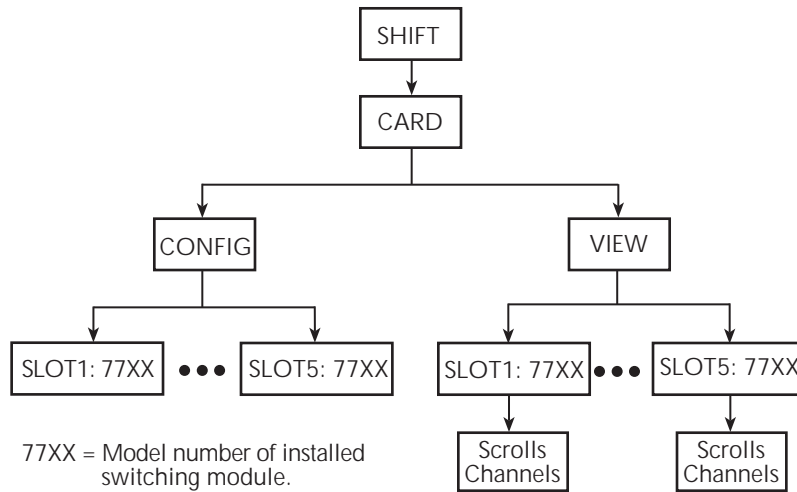 SHIFT
CARD
CONFIG
VIEW
SLOT1: 77XX
SLOT5: 77XX
SLOT1: 77XX
SLOT5: 77XX
Scrolls
Channels
Scrolls
Channels
77XX = Model number of installed
switching module.